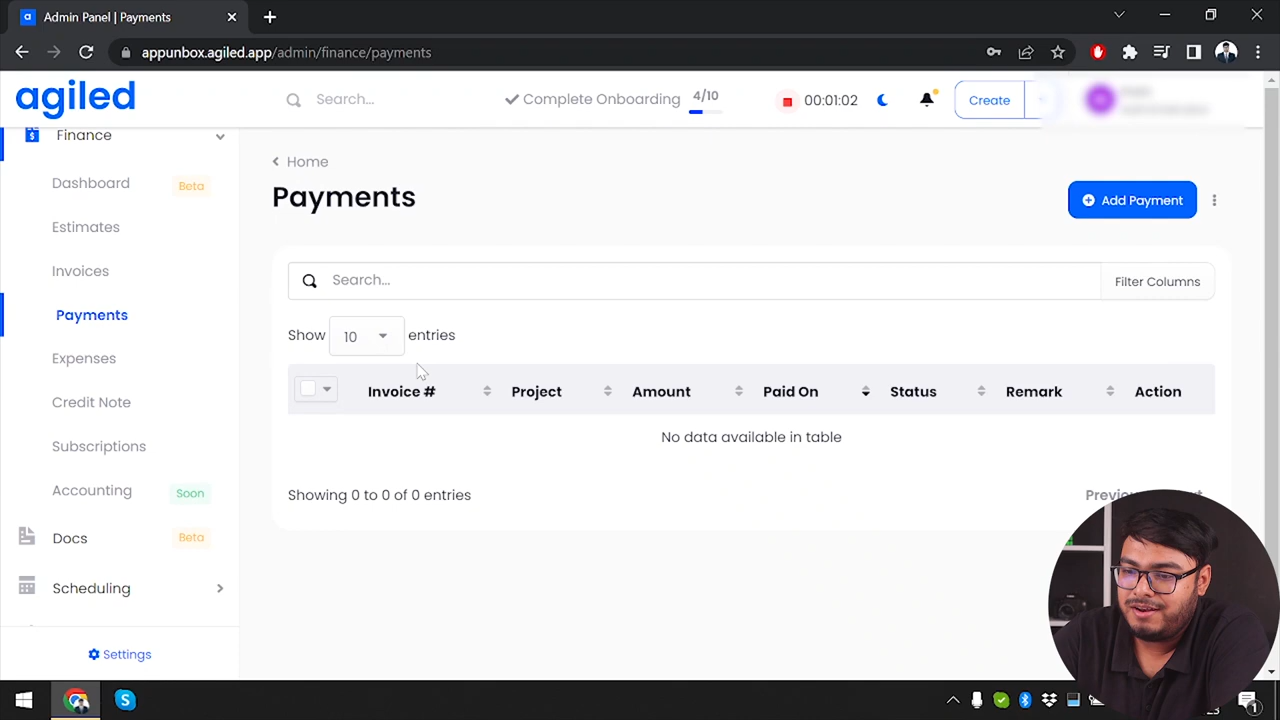 Admin Panel | Payments
appunbox.agiled.app/admin/finance/payments
agiled
Search...
Complete Onboarding 4/10
00:01:02
Create
Finance
Dashboard Beta
Estimates
Invoices
Payments
Expenses
Credit Note
Subscriptions
Accounting Soon
Docs Beta
Scheduling
Settings
Home
Payments
Add Payment
Search...
Filter Columns
Show 10 entries
Invoice # Project Amount Paid On Status Remark Action
No data available in table
Showing 0 to 0 of 0 entries